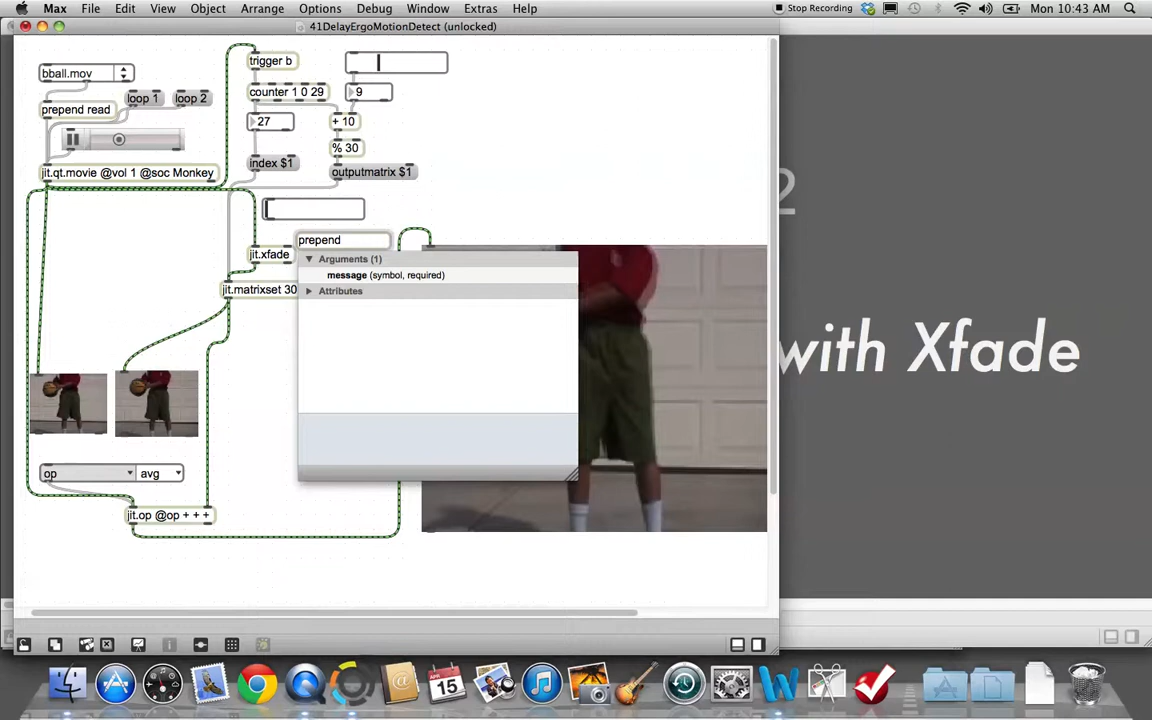 Max File Edit View Object Arrange Options Debug Window Extras Help
Stop Recording
Mon 10:43 AM
41DelayErgoMotionDetect (unlocked)
bball.mov
prepend read
loop 1
loop 2
jit.qt.movie @vol 1 @soc Monkey
trigger b
counter 1 0 29
27
index $1
9
+ 10
% 30
outputmatrix $1
jit.xfade
prepend
Arguments (1)
message (symbol, required)
Attributes
jit.matrixset 30
op
avg
jit.op @op + + +
2
with Xfade
APR
15